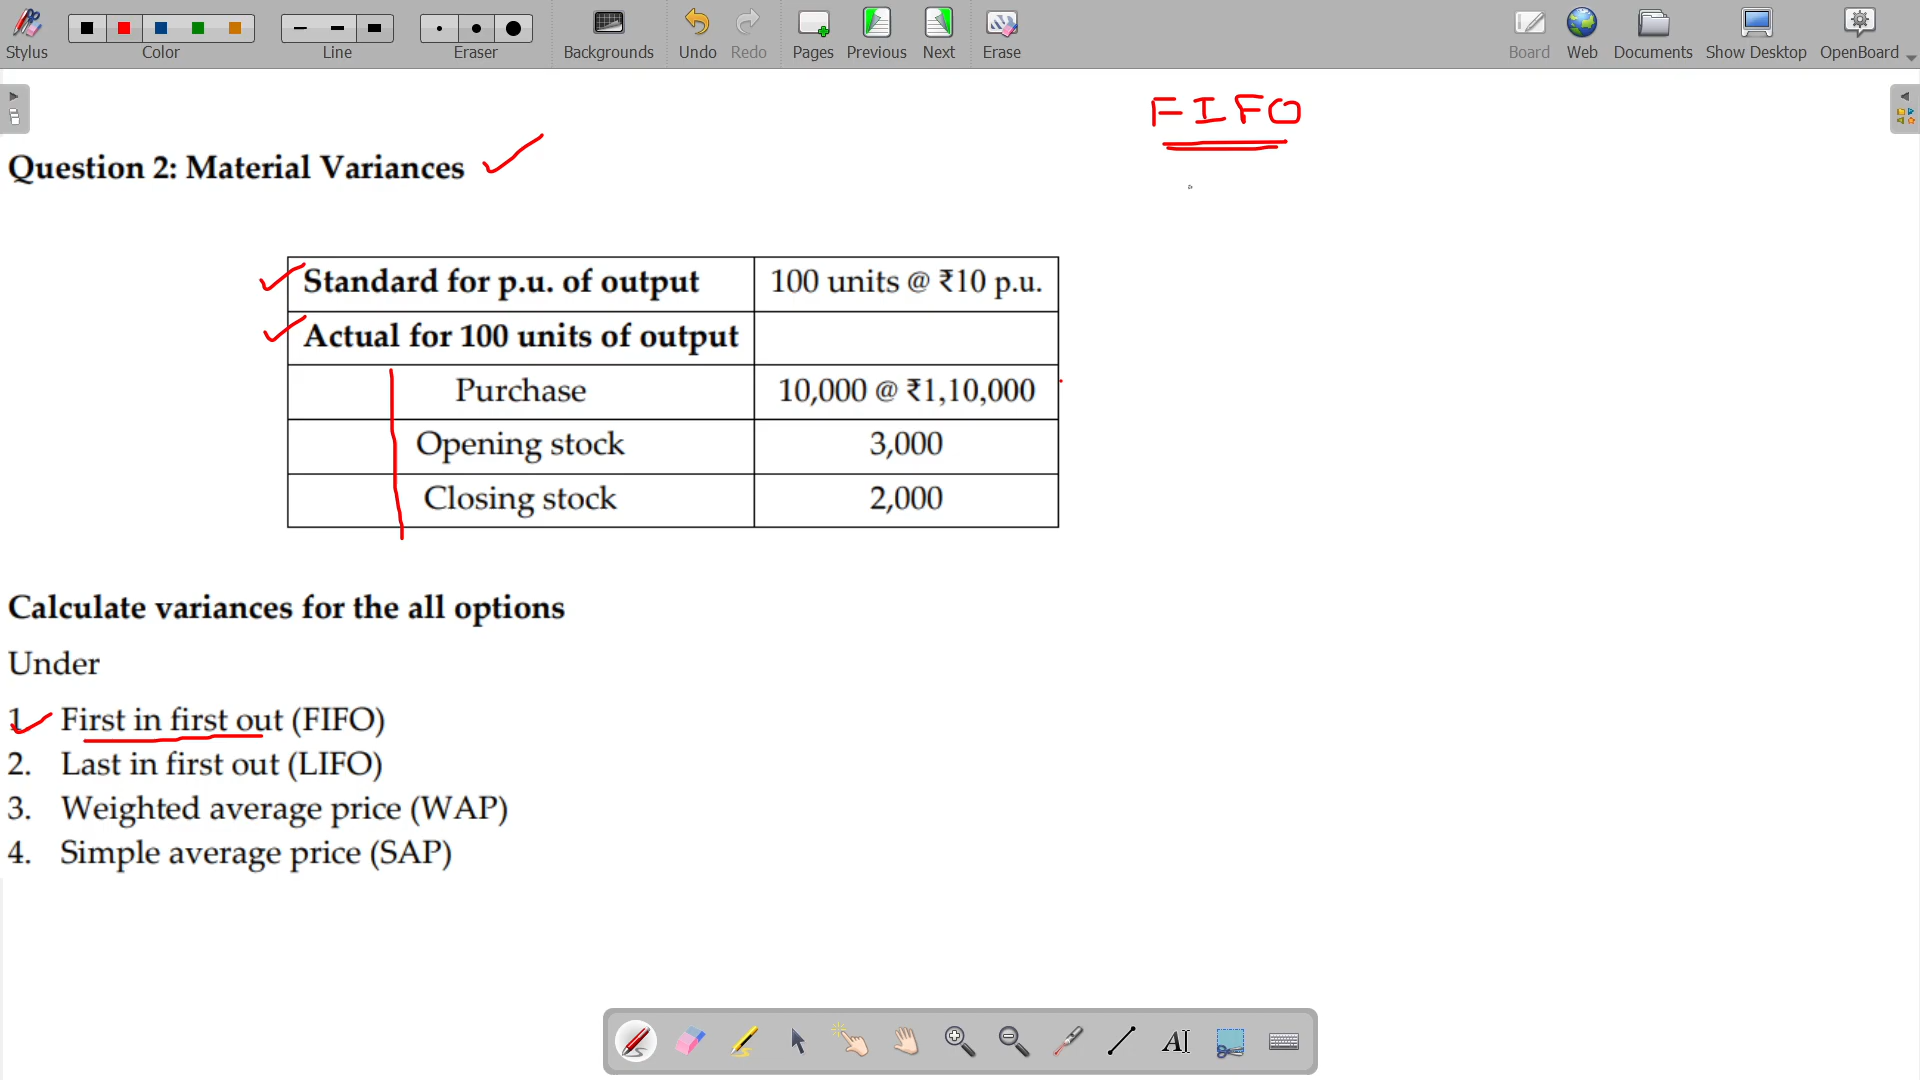 Stylus Color Line Eraser Backgrounds Undo Redo Pages Previous Next Erase Board Web Documents Show Desktop OpenBoard
FIFO
Question 2: Material Variances
Standard for p.u. of output 100 units @ ₹10 p.u.
Actual for 100 units of output
Purchase 10,000 @ ₹1,10,000
Opening stock 3,000
Closing stock 2,000
Calculate variances for the all options
Under
1. First in first out (FIFO)
2. Last in first out (LIFO)
3. Weighted average price (WAP)
4. Simple average price (SAP)
AI